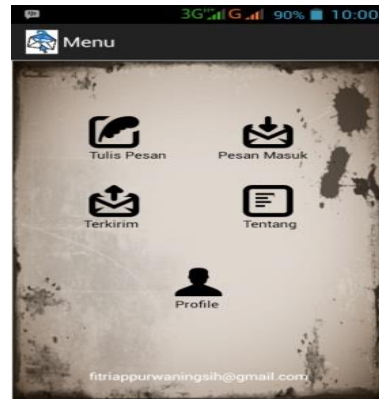 3G G 90% 10:00
Menu
Tulis Pesan Pesan Masuk
Terkirim Tentang
Profile
fitriappurwaningsih@gmail.com